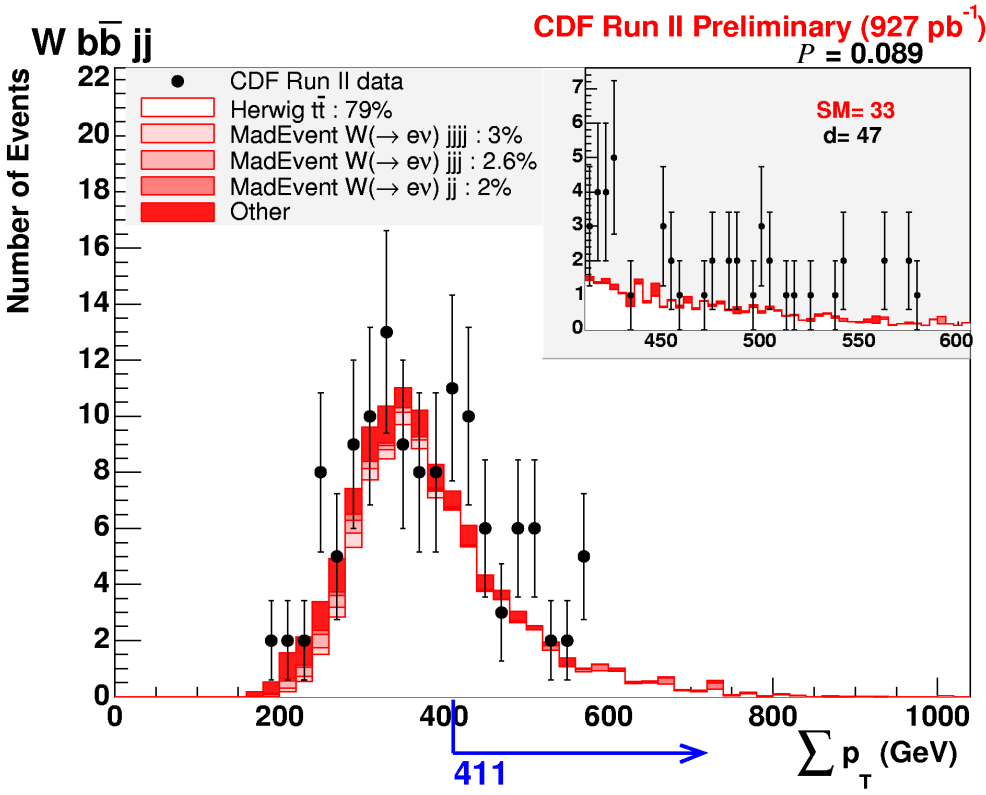 CDF Run II Preliminary (927 pb⁻¹)
W bb̅ jj
P = 0.089
Number of Events
CDF Run II data
Herwig tt̅ : 79%
MadEvent W(→ eν) jjjj : 3%
MadEvent W(→ eν) jjj : 2.6%
MadEvent W(→ eν) jj : 2%
Other
SM= 33
d= 47
7
6
5
4
3
2
1
0
450 500 550 600
22
20
18
16
14
12
10
8
6
4
2
0
0 200 400 600 800 1000
∑ p_T (GeV)
411